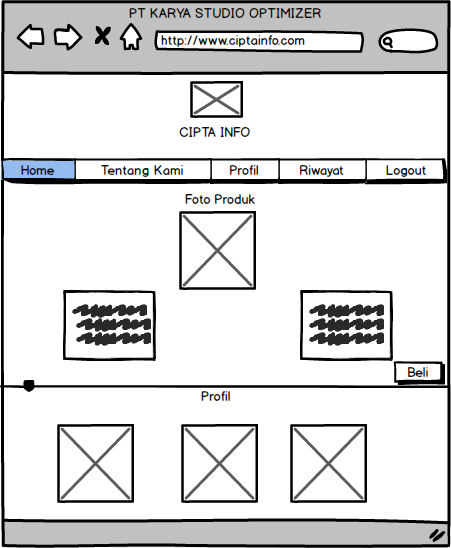 PT KARYA STUDIO OPTIMIZER
http://www.ciptainfo.com
CIPTA INFO
Home Tentang Kami Profil Riwayat Logout
Foto Produk
Beli
Profil